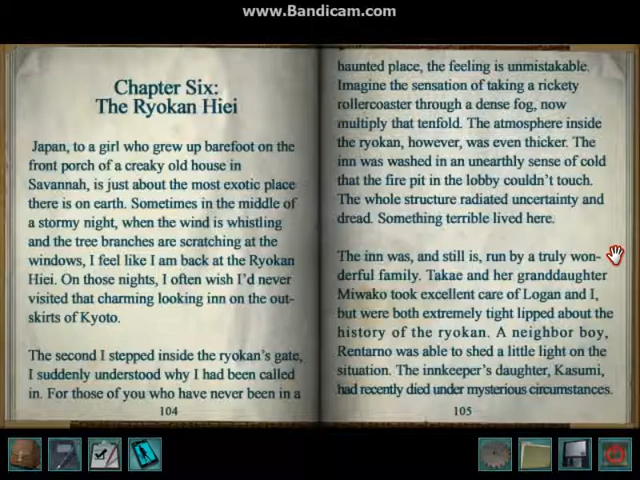 www.Bandicam.com
Chapter Six:
The Ryokan Hiei
Japan, to a girl who grew up barefoot on the
front porch of a creaky old house in
Savannah, is just about the most exotic place
there is on earth. Sometimes in the middle of
a stormy night, when the wind is whistling
and the tree branches are scratching at the
windows, I feel like I am back at the Ryokan
Hiei. On those nights, I often wish I'd never
visited that charming looking inn on the out-
skirts of Kyoto.
The second I stepped inside the ryokan's gate,
I suddenly understood why I had been called
in. For those of you who have never been in a
104
haunted place, the feeling is unmistakable.
Imagine the sensation of taking a rickety
rollercoaster through a dense fog, now
multiply that tenfold. The atmosphere inside
the ryokan, however, was even thicker. The
inn was washed in an unearthly sense of cold
that the fire pit in the lobby couldn't touch.
The whole structure radiated uncertainty and
dread. Something terrible lived here.
The inn was, and still is, run by a truly won-
derful family. Takae and her granddaughter
Miwako took excellent care of Logan and I,
but were both extremely tight lipped about the
history of the ryokan. A neighbor boy,
Rentarno was able to shed a little light on the
situation. The innkeeper's daughter, Kasumi,
had recently died under mysterious circumstances.
105